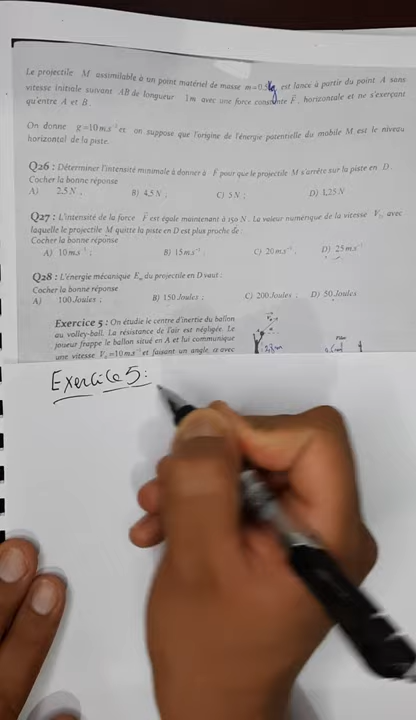 Le projectile M assimilable à un point matériel de masse m=0,5kg est lancé à partir du point A sans
vitesse initiale suivant AB de longueur 1m avec une force constante F, horizontale et ne s'exerçant
qu'entre A et B.
On donne g=10m.s⁻² et on suppose que l'origine de l'énergie potentielle du mobile M est le niveau
horizontal de la piste.
Q26 : Déterminer l'intensité minimale à donner à F pour que le projectile M s'arrête sur la piste en D.
Cocher la bonne réponse
A) 2,5 N ; B) 4,5 N ; C) 5 N ; D) 1,25 N
Q27 : L'intensité de la force F est égale maintenant à 150 N. La valeur numérique de la vitesse V_D avec
laquelle le projectile M quitte la piste en D est plus proche de :
Cocher la bonne réponse
A) 10 m.s⁻¹ ; B) 15 m.s⁻¹ ; C) 20 m.s⁻¹ ; D) 25 m.s⁻¹
Q28 : L'énergie mécanique Eₘ du projectile en D vaut :
Cocher la bonne réponse
A) 100 Joules ; B) 150 Joules ; C) 200 Joules ; D) 50 Joules
Exercice 5 : On étudie le centre d'inertie du ballon
au volley-ball. La résistance de l'air est négligée. Le
joueur frappe le ballon situé en A et lui communique
une vitesse V₀=10m.s⁻¹ et faisant un angle α avec
Exercice 5: